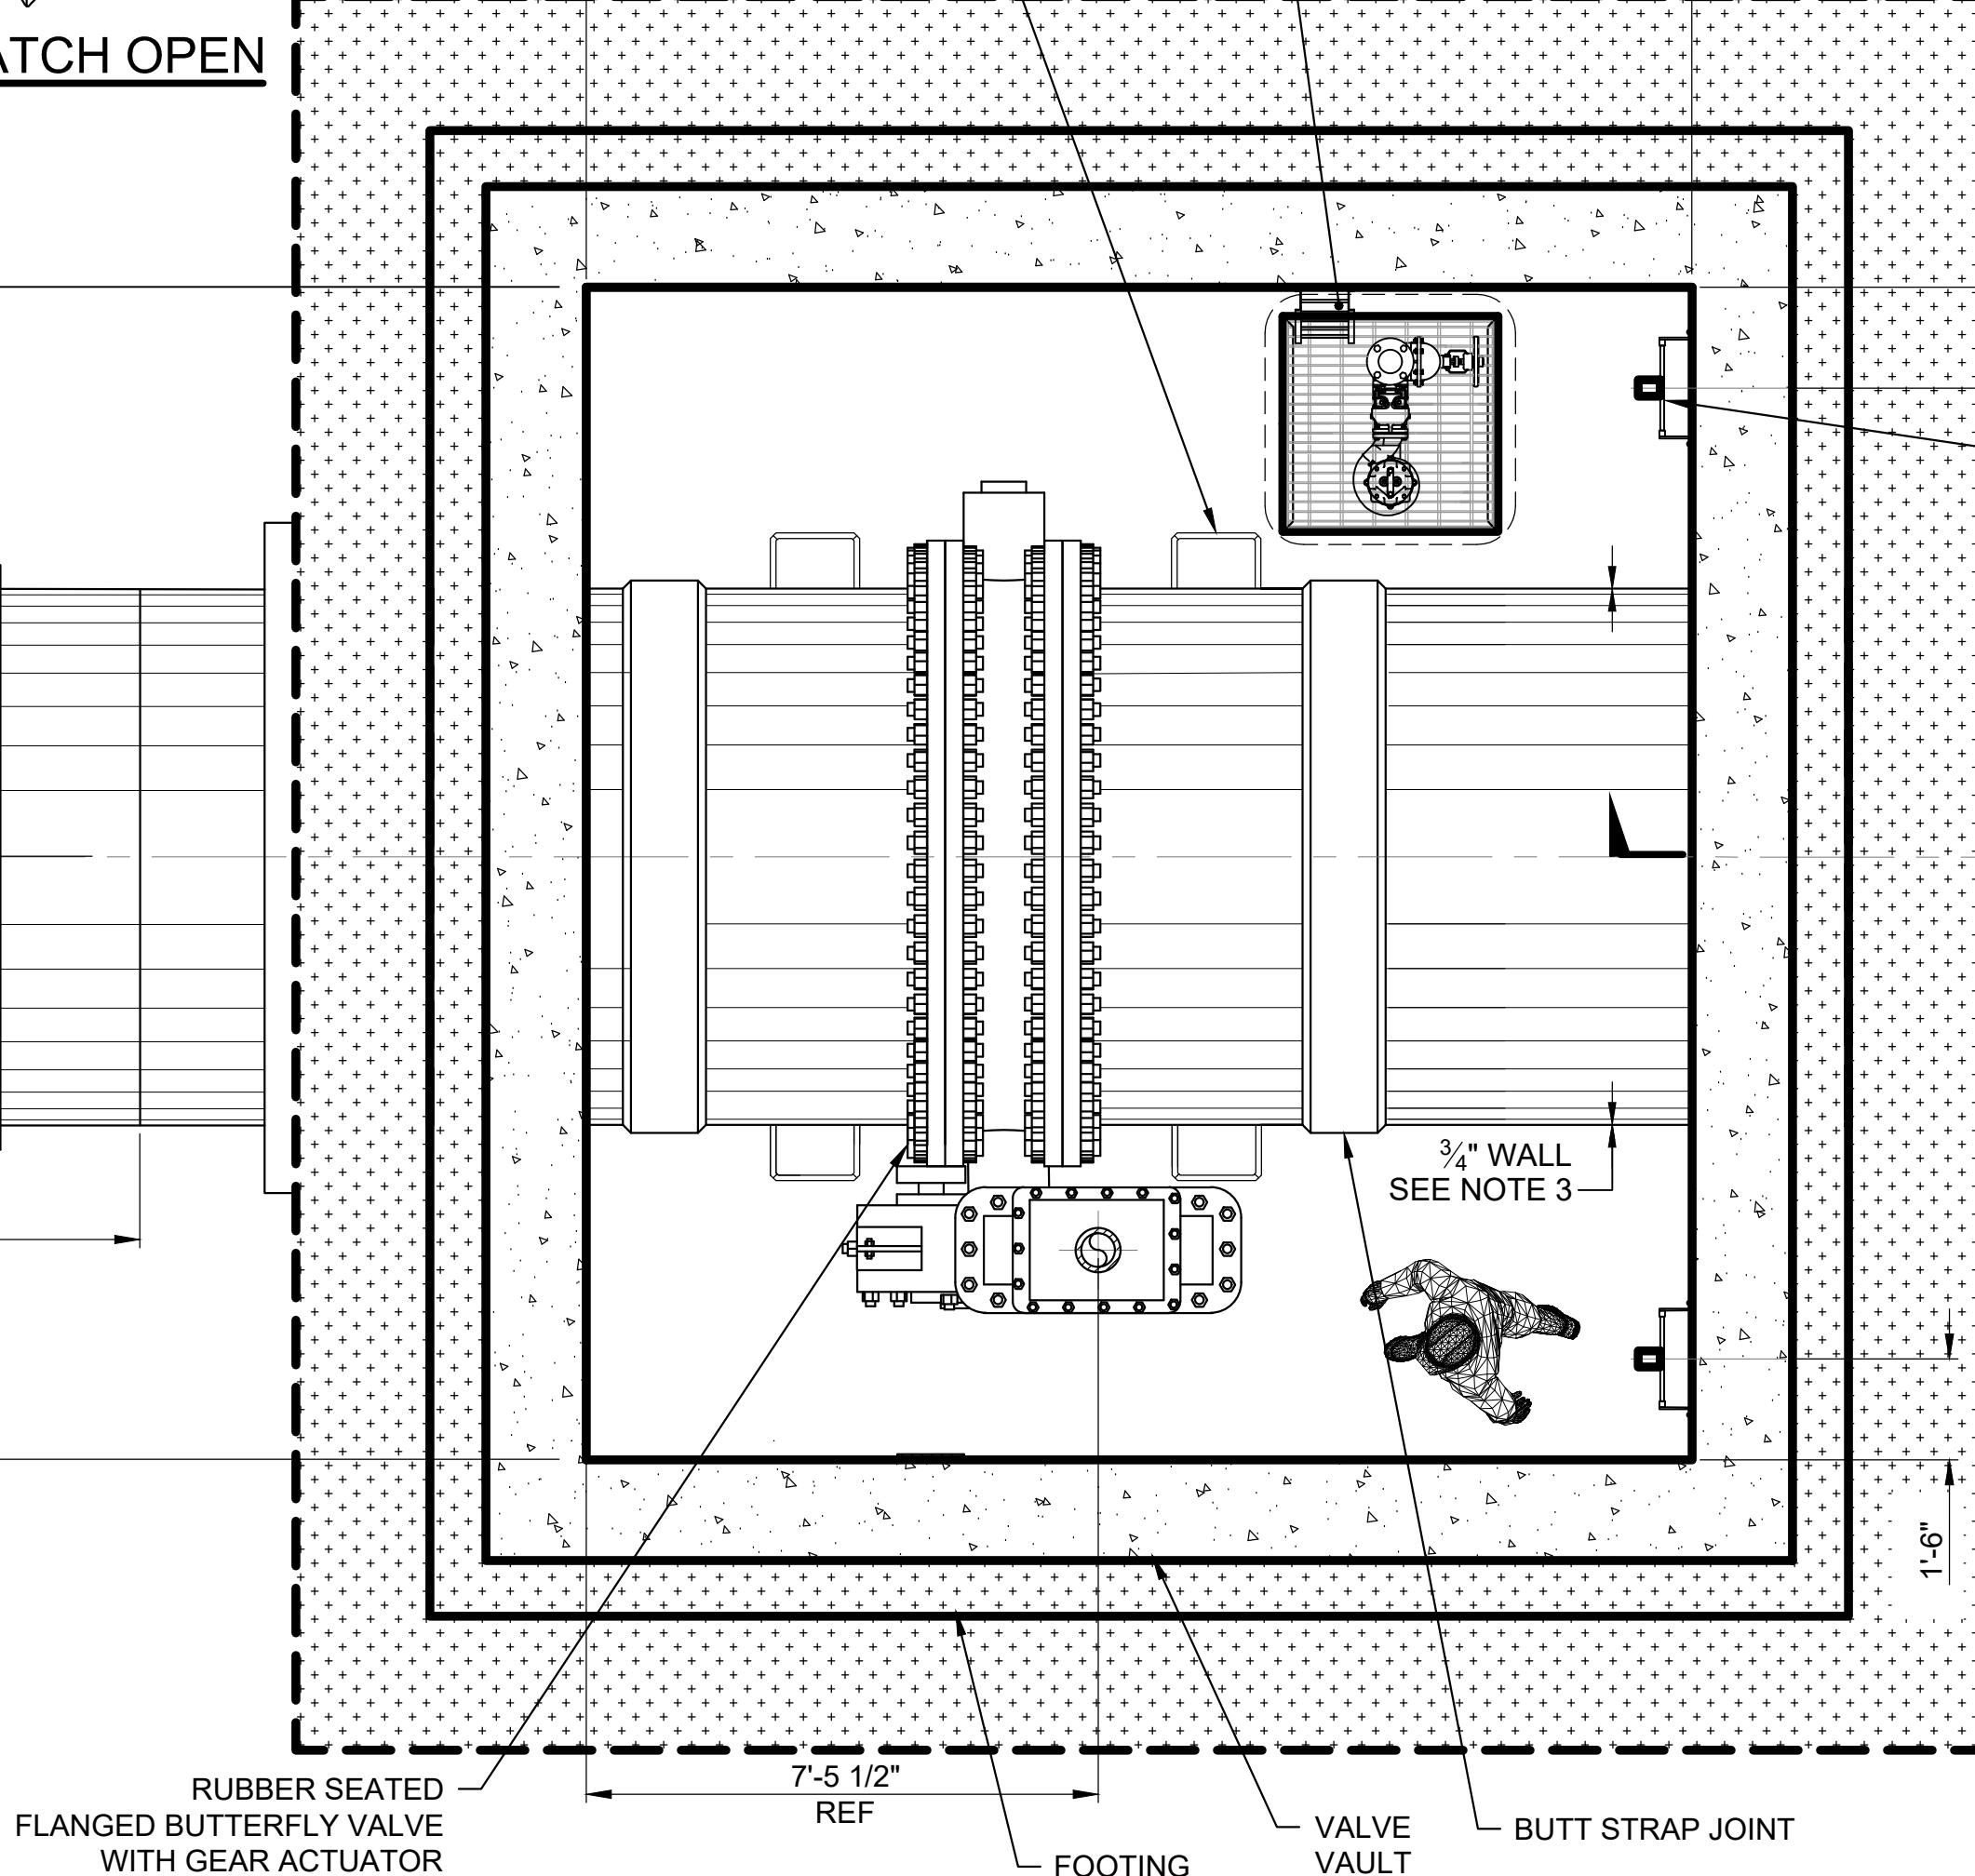 ATCH OPEN
3/4" WALL
SEE NOTE 3
1'-6"
7'-5 1/2"
REF
RUBBER SEATED
FLANGED BUTTERFLY VALVE
WITH GEAR ACTUATOR
FOOTING
VALVE
VAULT
BUTT STRAP JOINT